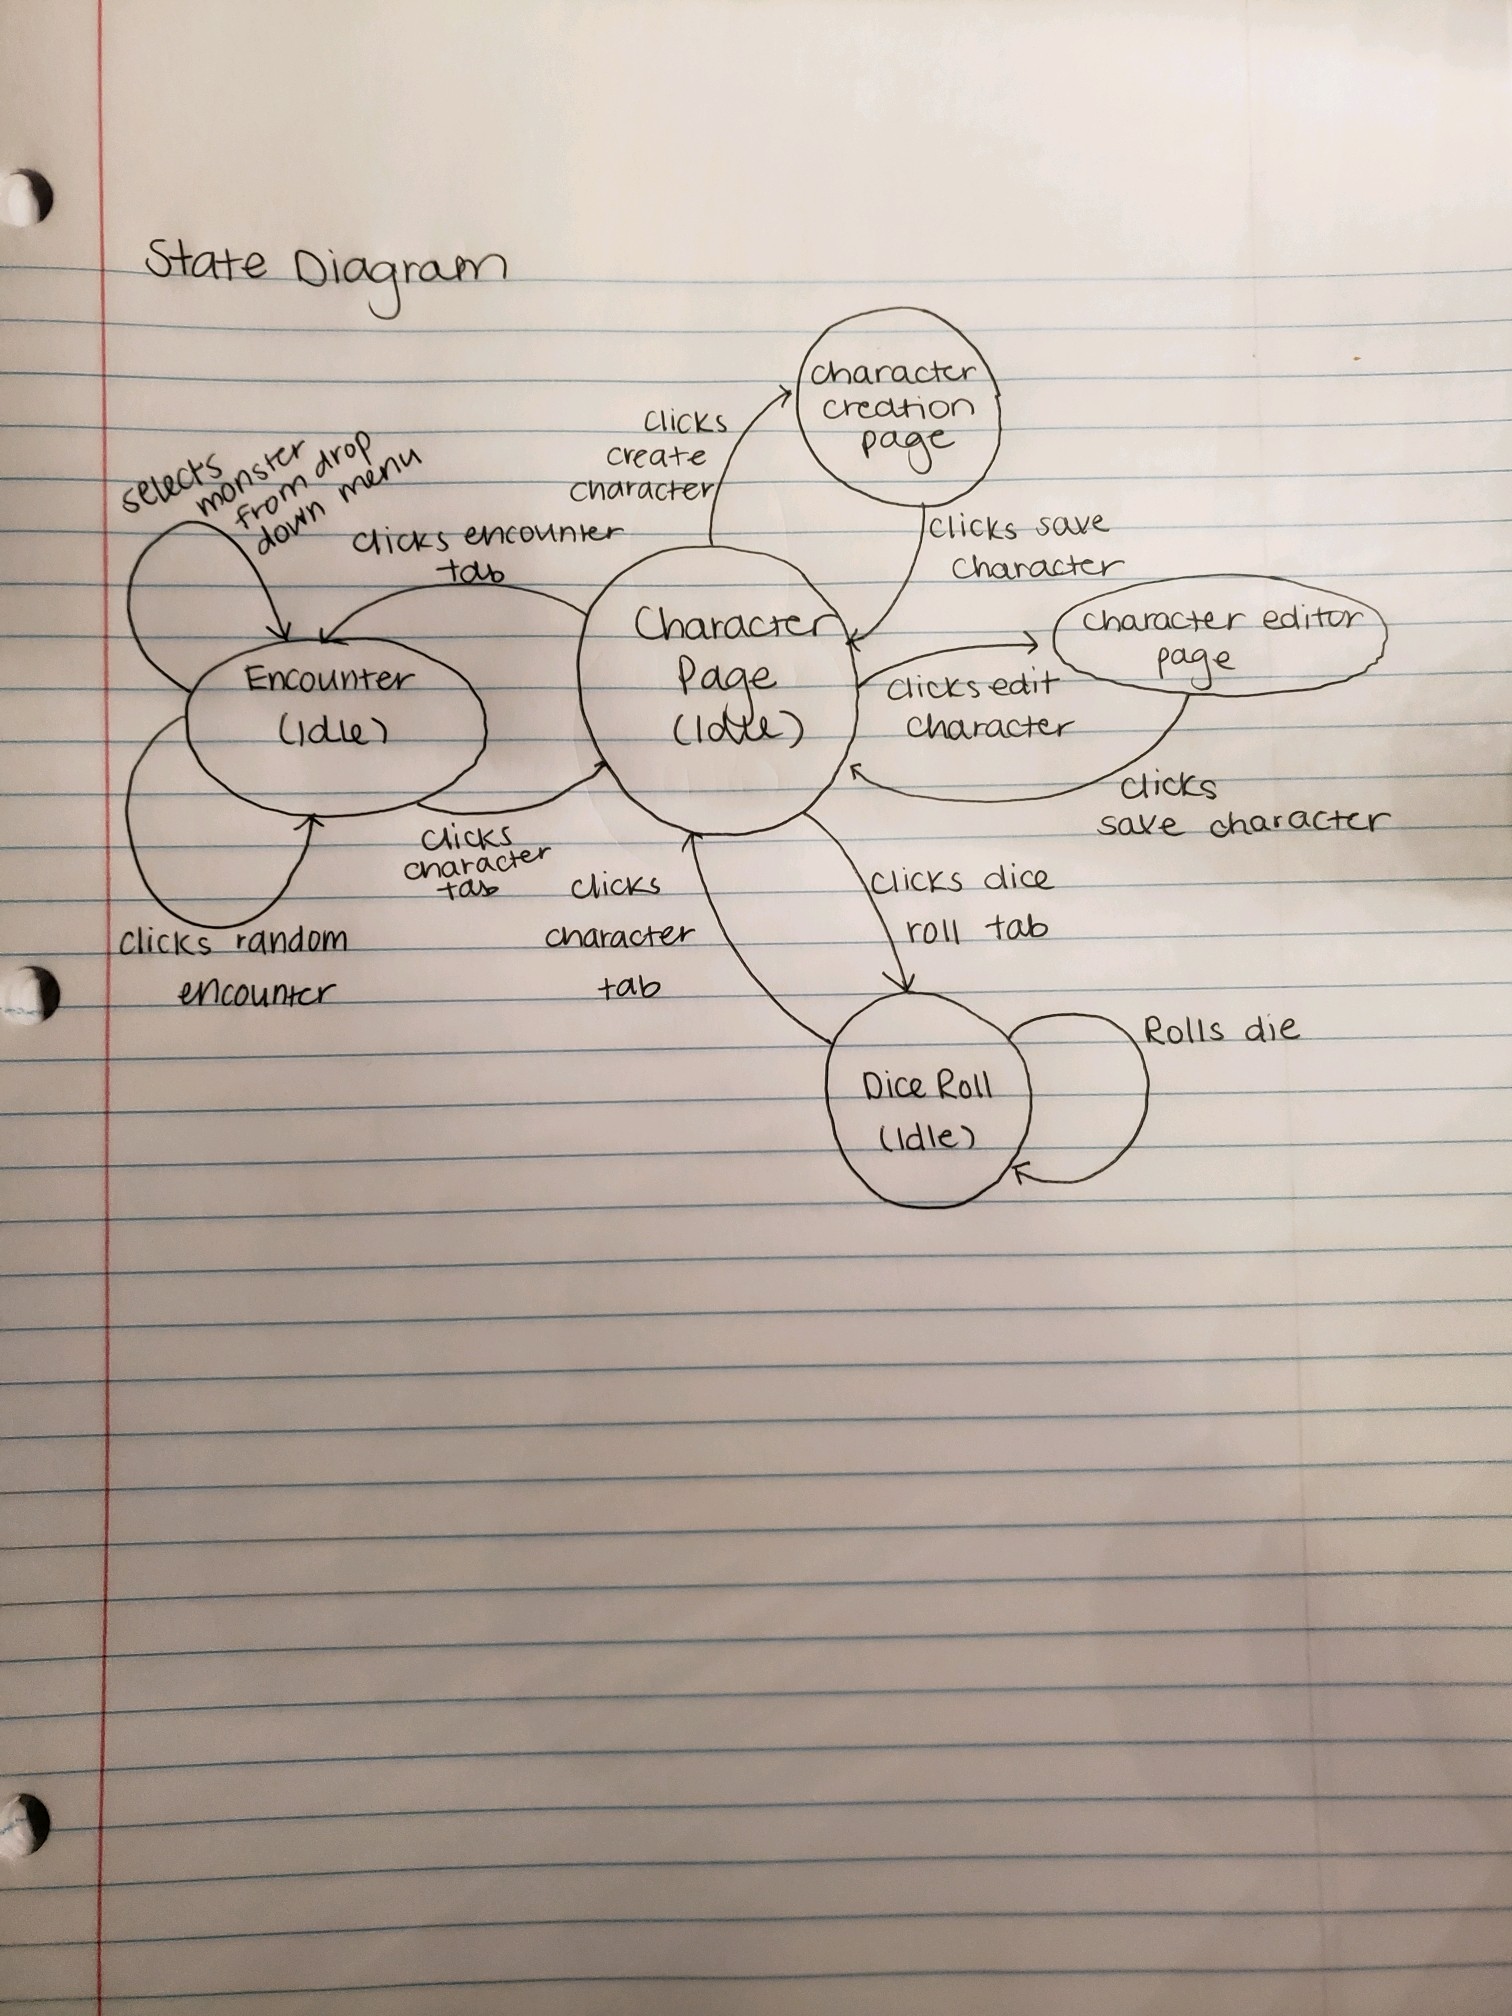 State Diagram
character
creation
page
clicks
create
character
selects
monster
from drop
down menu
clicks encounter
tab
clicks save
character
Character
Page
(Idle)
character editor
page
Encounter
(Idle)
clicks edit
character
clicks
save character
clicks
character
tab
clicks
character
tab
clicks dice
roll tab
clicks random
encounter
Rolls die
Dice Roll
(Idle)